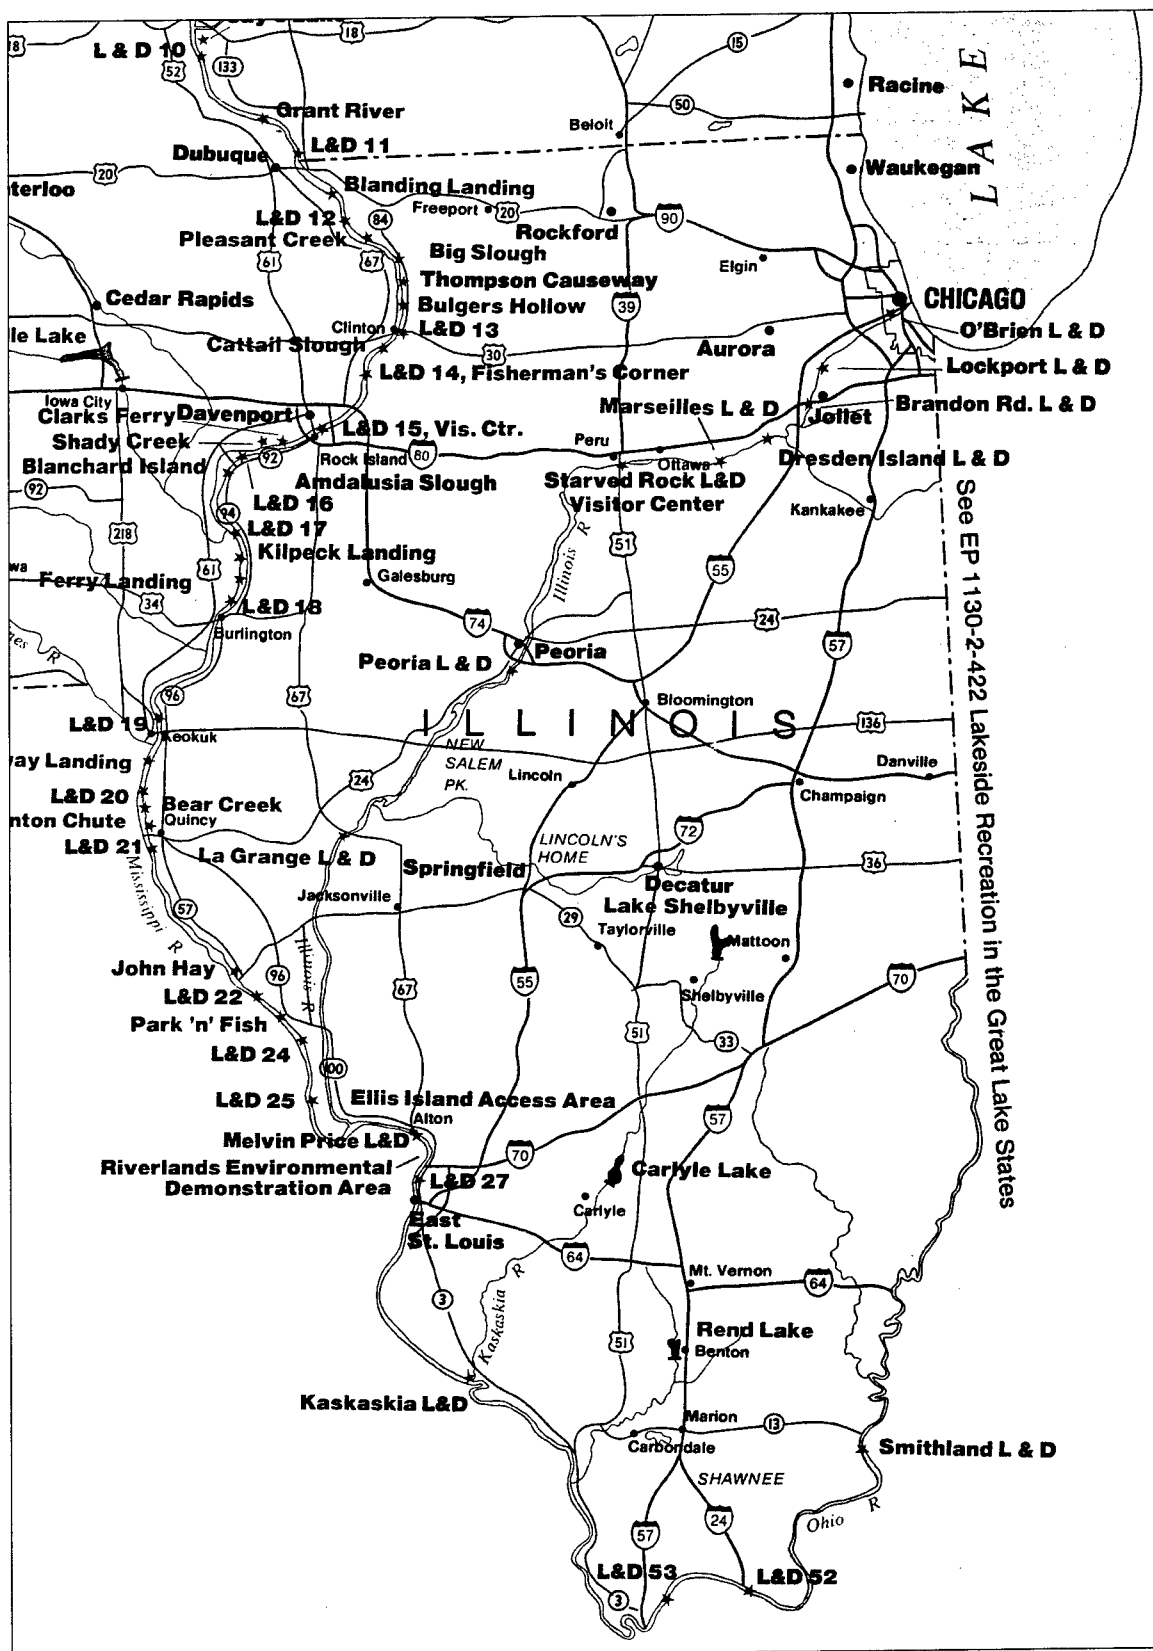 18
18
L & D 10
52
133
15
LAKE
Racine
Grant River
50
Beloit
L&D 11
Dubuque
20
Waukegan
terloo
Blanding Landing
Freeport
20
84
L&D 12
Rockford
90
Pleasant Creek
67
Big Slough
61
Elgin
Thompson Causeway
Cedar Rapids
Bulgers Hollow
39
CHICAGO
Clinton
L&D 13
O'Brien L & D
le Lake
Cattail Slough
30
Aurora
Lockport L & D
L&D 14, Fisherman's Corner
Iowa City
Marseilles L & D
Brandon Rd. L & D
Clarks Ferry
Davenport
Joliet
L&D 15, Vis. Ctr.
Shady Creek
92
Rock Island
80
Peru
Ottawa
Dresden Island L & D
Blanchard Island
Amdalusia Slough
Starved Rock L&D
Visitor Center
92
L&D 16
94
Kankakee
L&D 17
218
Kilpeck Landing
Illinois R
51
55
See EP 1130-2-422 Lakeside Recreation in the Great Lake States
wa
61
Ferry Landing
Galesburg
34
L&D 18
Burlington
74
24
es R
Peoria
57
Peoria L & D
96
67
Bloomington
L&D 19
ILLINOIS
136
Keokuk
NEW
SALEM
PK.
way Landing
24
Lincoln
Danville
Champaign
L&D 20
Bear Creek
nton Chute
Quincy
72
L&D 21
LINCOLN'S
HOME
La Grange L & D
Springfield
36
Mississippi R
Decatur
57
Jacksonville
Lake Shelbyville
29
Taylorville
Mattoon
Illinois R
John Hay
96
55
70
L&D 22
67
Shelbyville
Park 'n' Fish
51
33
L&D 24
100
L&D 25
Ellis Island Access Area
Alton
57
Melvin Price L&D
70
Riverlands Environmental
Demonstration Area
L&D 27
Carlyle Lake
Carlyle
East
St. Louis
64
Mt. Vernon
64
3
Kaskaskia R
Rend Lake
51
Benton
Kaskaskia L&D
Marion
13
Carbondale
Smithland L & D
SHAWNEE
Ohio R
24
57
L&D 53
L&D 52
3